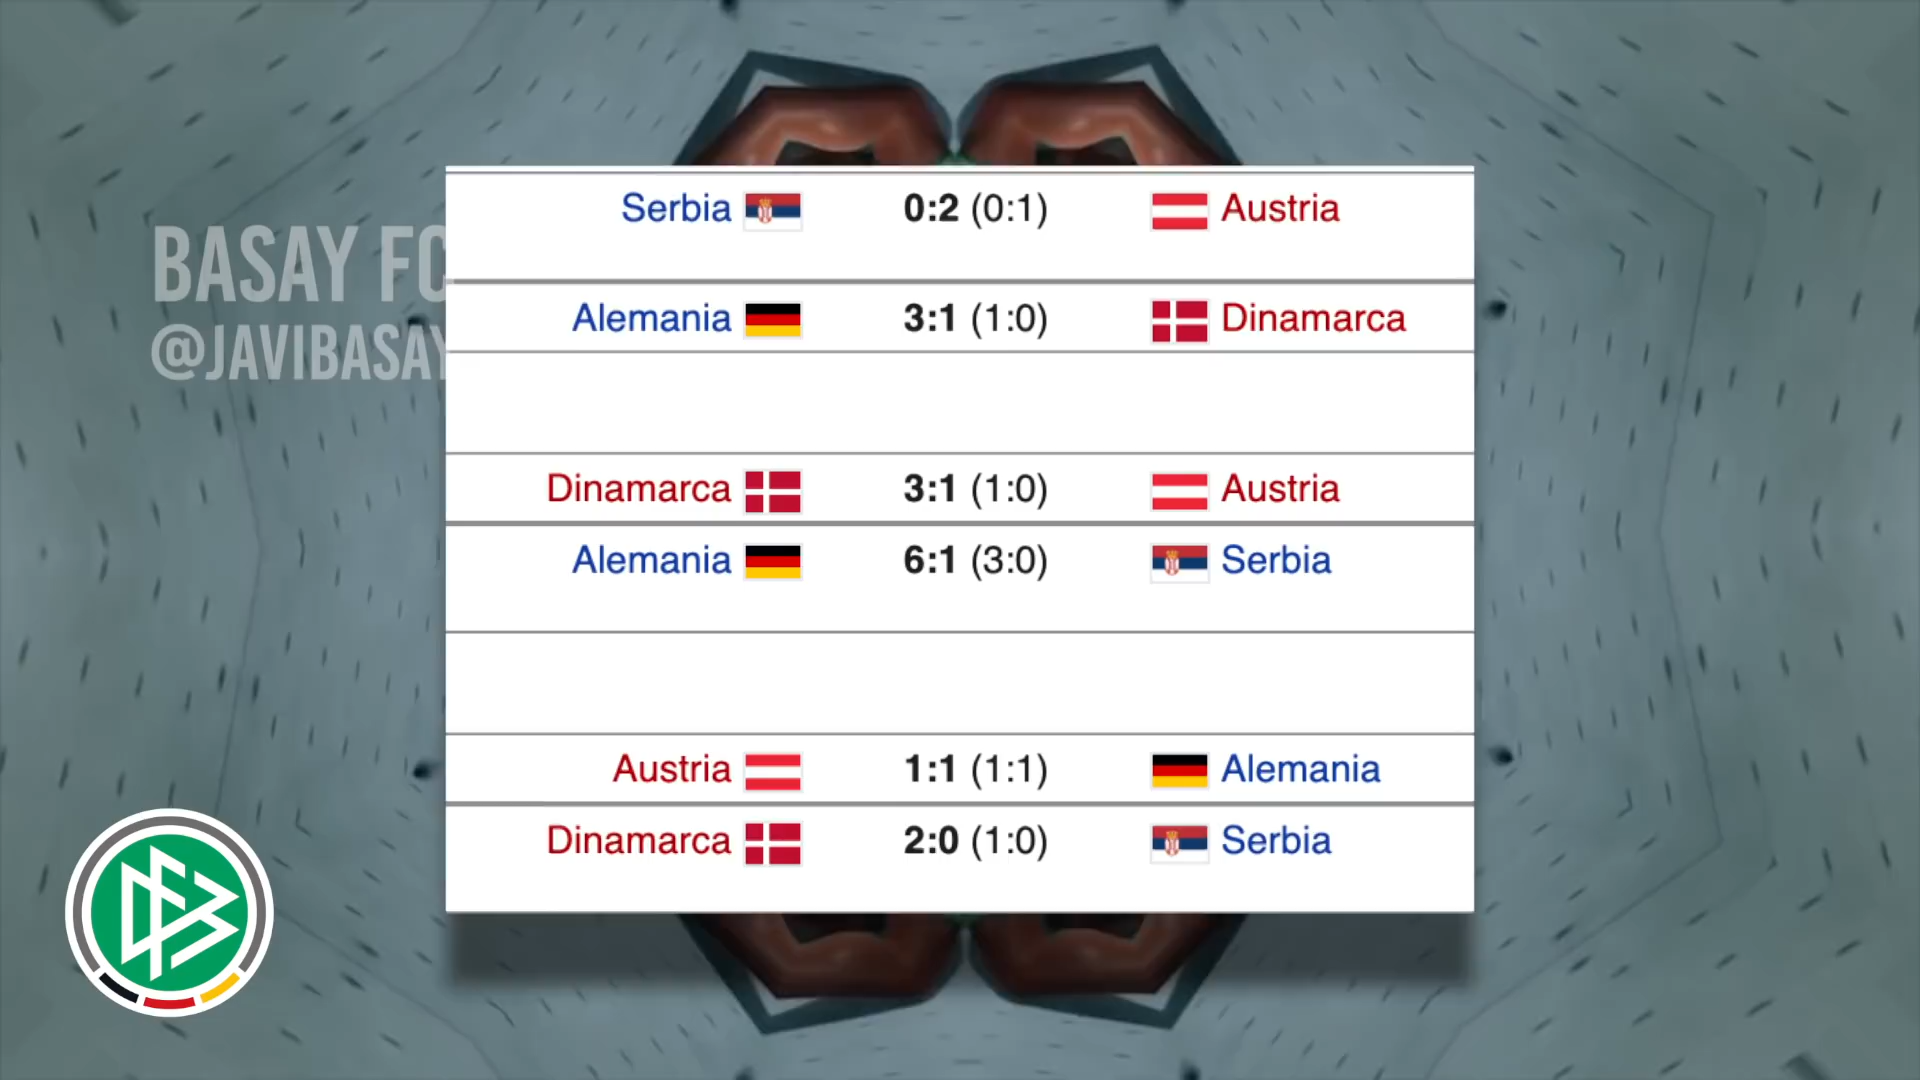 Serbia 0:2 (0:1) Austria
BASAY FC
@JAVIBASAY
Alemania 3:1 (1:0) Dinamarca
Dinamarca 3:1 (1:0) Austria
Alemania 6:1 (3:0) Serbia
Austria 1:1 (1:1) Alemania
Dinamarca 2:0 (1:0) Serbia
DFB